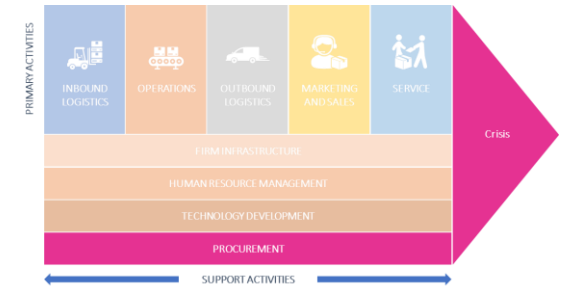 PRIMARY ACTIVITIES
INBOUND
LOGISTICS
OPERATIONS
OUTBOUND
LOGISTICS
MARKETING
AND SALES
SERVICE
Crisis
FIRM INFRASTRUCTURE
HUMAN RESOURCE MANAGEMENT
TECHNOLOGY DEVELOPMENT
PROCUREMENT
SUPPORT ACTIVITIES